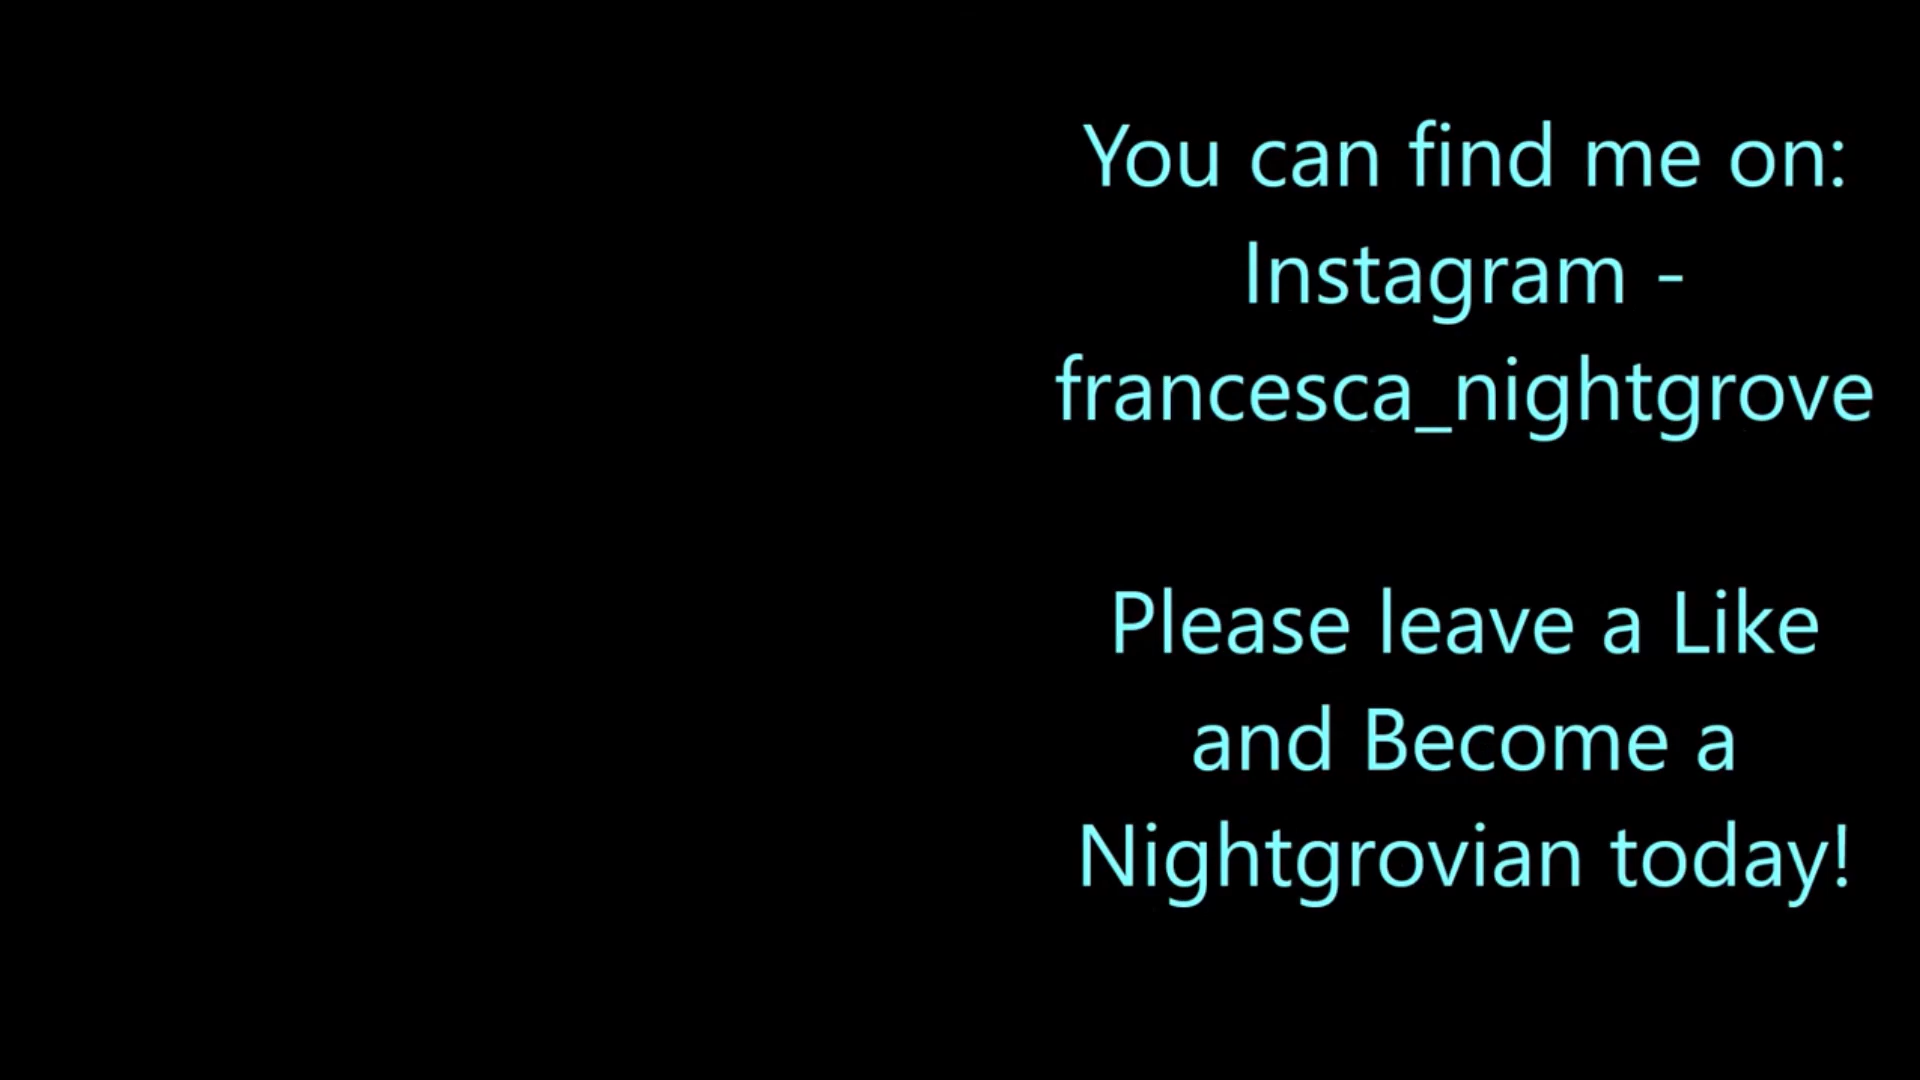 You can find me on:
Instagram -
francesca_nightgrove
Please leave a Like
and Become a
Nightgrovian today!